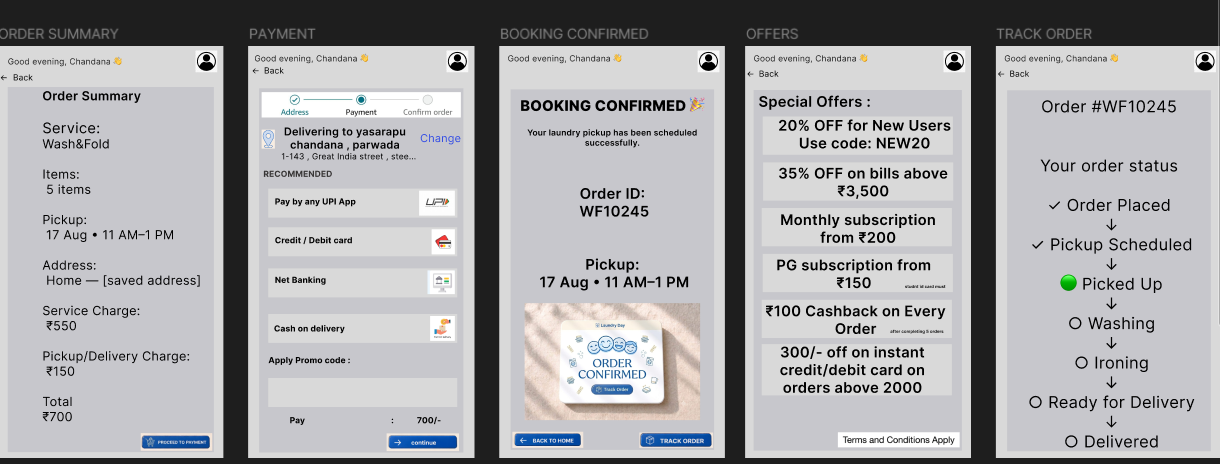 ORDER SUMMARY
Good evening, Chandana 👋
← Back
Order Summary
Service:
Wash&Fold
Items:
5 items
Pickup:
17 Aug • 11 AM–1 PM
Address:
Home — [saved address]
Service Charge:
₹550
Pickup/Delivery Charge:
₹150
Total
₹700
PROCEED TO PAYMENT
PAYMENT
Good evening, Chandana 👋
← Back
Address
Payment
Confirm order
Delivering to yasarapu
chandana , parwada
Change
1-143 , Great India street , stee...
RECOMMENDED
Pay by any UPI App
UPI
Credit / Debit card
Net Banking
Cash on delivery
Apply Promo code :
Pay : 700/-
→ continue
BOOKING CONFIRMED
Good evening, Chandana 👋
BOOKING CONFIRMED 🎉
Your laundry pickup has been scheduled
successfully.
Order ID:
WF10245
Pickup:
17 Aug • 11 AM–1 PM
Laundry Day
ORDER
CONFIRMED
Track Order
← BACK TO HOME
TRACK ORDER
OFFERS
Good evening, Chandana 👋
← Back
Special Offers :
20% OFF for New Users
Use code: NEW20
35% OFF on bills above
₹3,500
Monthly subscription
from ₹200
PG subscription from
₹150
studnt id card must
₹100 Cashback on Every
Order
after completing 5 orders
300/- off on instant
credit/debit card on
orders above 2000
Terms and Conditions Apply
TRACK ORDER
Good evening, Chandana 👋
← Back
Order #WF10245
Your order status
✓ Order Placed
↓
✓ Pickup Scheduled
↓
🟢 Picked Up
↓
○ Washing
↓
○ Ironing
↓
○ Ready for Delivery
↓
○ Delivered